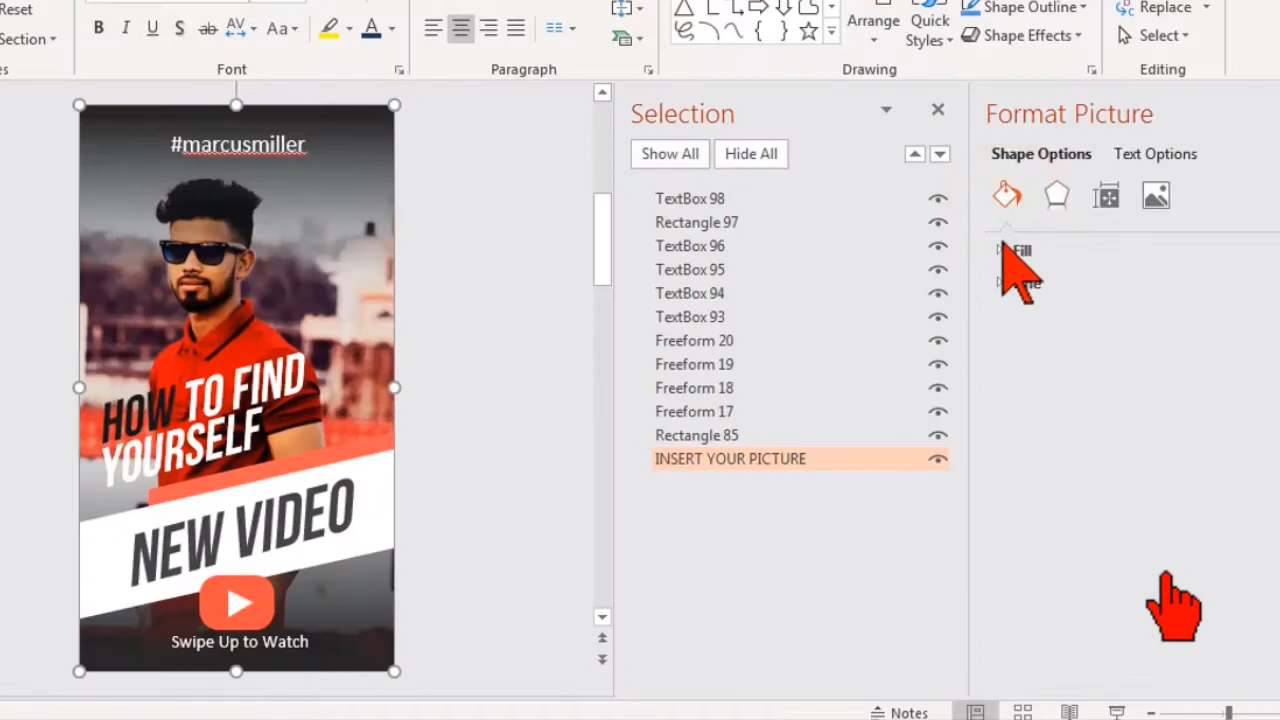 Reset
Section
B I U S ab AV Aa A
Font
Paragraph
Arrange
Quick
Styles
Shape Outline
Shape Effects
Drawing
Replace
Select
Editing
#marcusmiller
HOW TO FIND
YOURSELF
NEW VIDEO
Swipe Up to Watch
Selection
Show All
Hide All
TextBox 98
Rectangle 97
TextBox 96
TextBox 95
TextBox 94
TextBox 93
Freeform 20
Freeform 19
Freeform 18
Freeform 17
Rectangle 85
INSERT YOUR PICTURE
Format Picture
Shape Options
Text Options
Fill
Notes